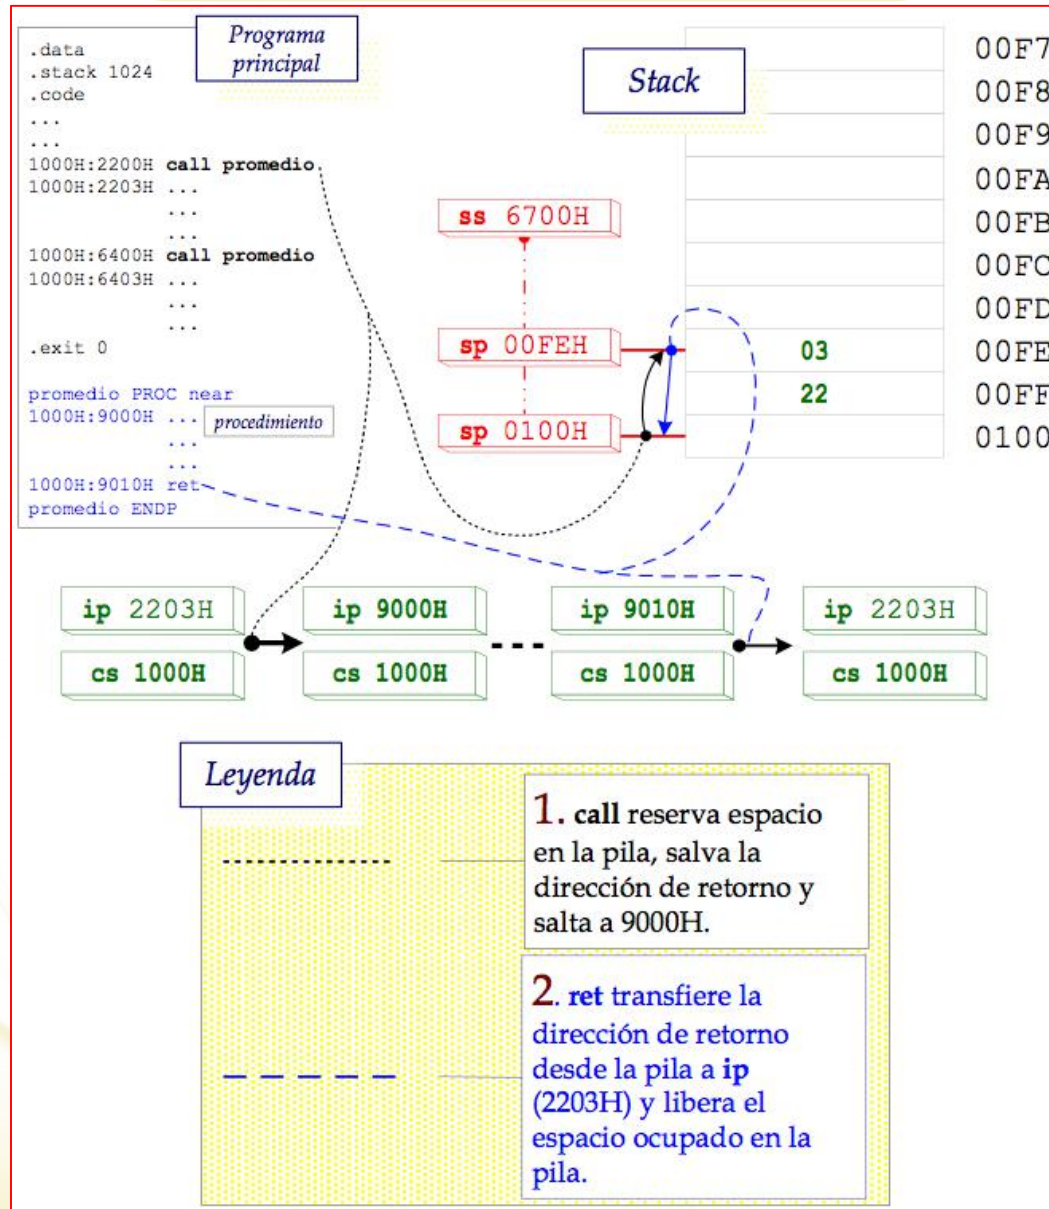 Programa
principal
.data
.stack 1024
.code
...
...
1000H:2200H call promedio
1000H:2203H ...
...
...
1000H:6400H call promedio
1000H:6403H ...
...
...
.exit 0
promedio PROC near
1000H:9000H ...
procedimiento
...
...
1000H:9010H ret
promedio ENDP
Stack
00F7
00F8
00F9
00FA
00FB
00FC
00FD
03 00FE
22 00FF
0100
ss 6700H
sp 00FEH
sp 0100H
ip 2203H
cs 1000H
ip 9000H
cs 1000H
---
ip 9010H
cs 1000H
ip 2203H
cs 1000H
Leyenda
1. call reserva espacio
en la pila, salva la
dirección de retorno y
salta a 9000H.
2. ret transfiere la
dirección de retorno
desde la pila a ip
(2203H) y libera el
espacio ocupado en la
pila.